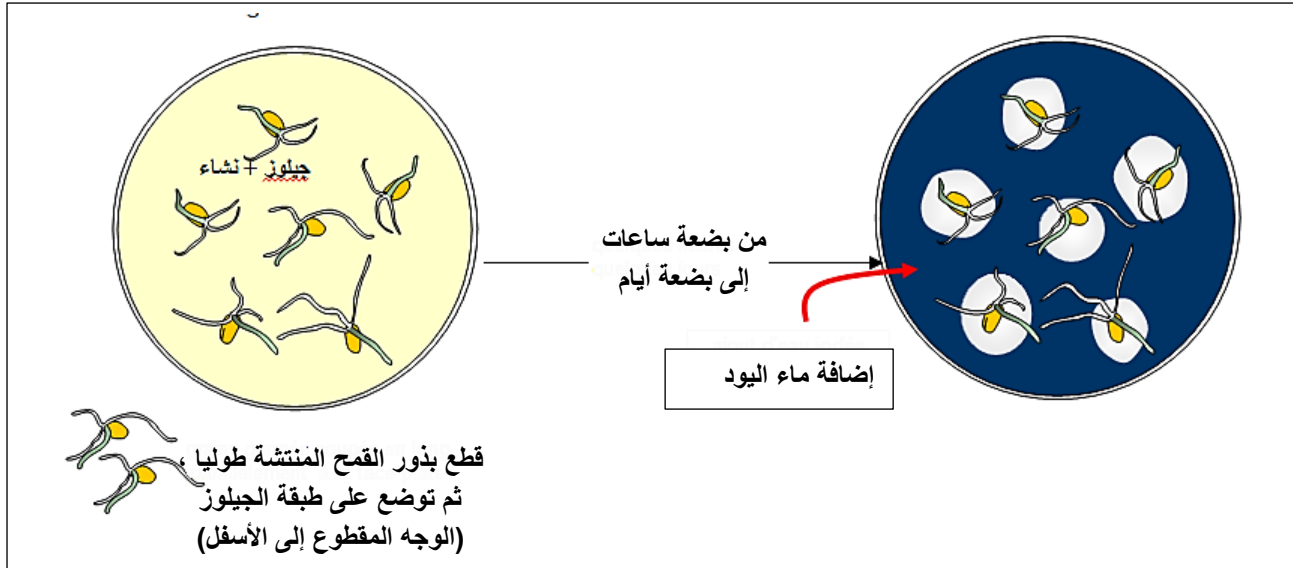 جيلوز + نشاء
من بضعة ساعات
إلى بضعة أيام
إضافة ماء اليود
قطع بذور القمح المنتشة طوليا ،
ثم توضع على طبقة الجيلوز
(الوجه المقطوع إلى الأسفل)